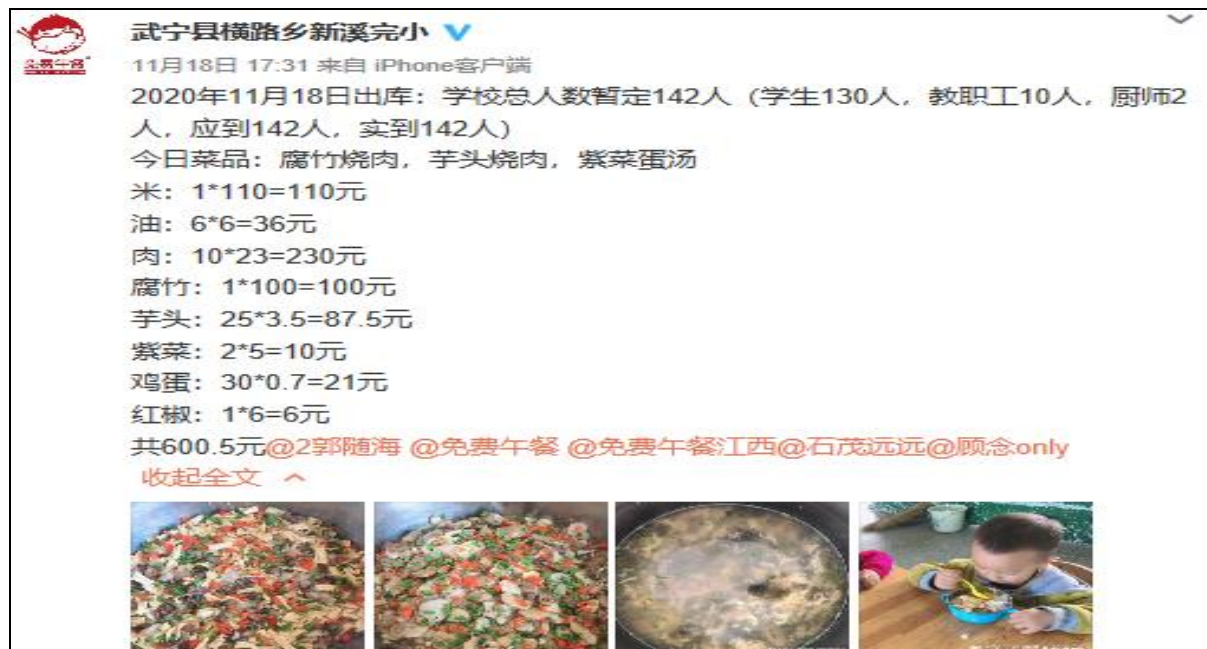 武宁县横路乡新溪完小
免费午餐
11月18日 17:31 来自 iPhone客户端
2020年11月18日出库：学校总人数暂定142人（学生130人，教职工10人，厨师2
人，应到142人，实到142人）
今日菜品：腐竹烧肉，芋头烧肉，紫菜蛋汤
米：1*110=110元
油：6*6=36元
肉：10*23=230元
腐竹：1*100=100元
芋头：25*3.5=87.5元
紫菜：2*5=10元
鸡蛋：30*0.7=21元
红椒：1*6=6元
共600.5元@2郭随海 @免费午餐 @免费午餐江西@石茂远远@顾念only
收起全文